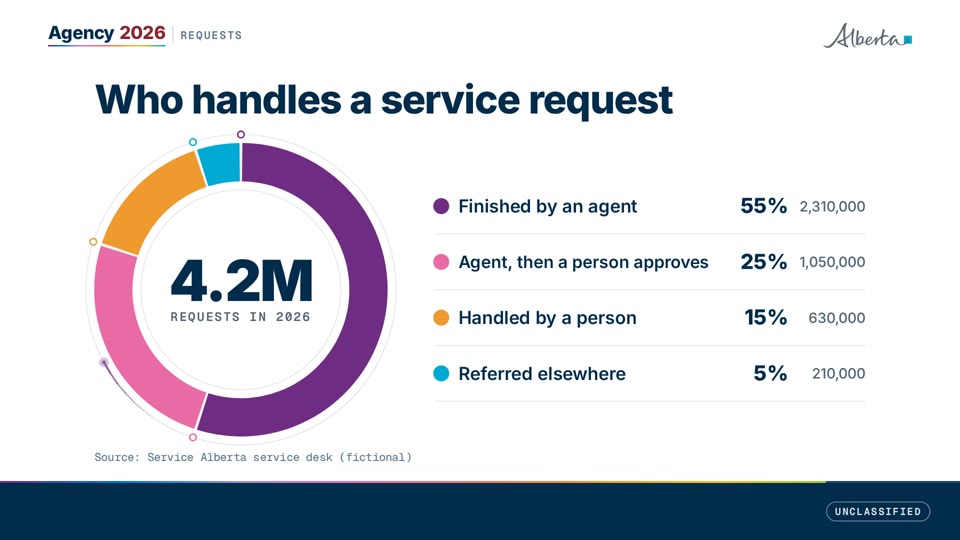 Agency 2026 | REQUESTS
Alberta
Who handles a service request
4.2M
REQUESTS IN 2026
Finished by an agent 55% 2,310,000
Agent, then a person approves 25% 1,050,000
Handled by a person 15% 630,000
Referred elsewhere 5% 210,000
Source: Service Alberta service desk (fictional)
UNCLASSIFIED